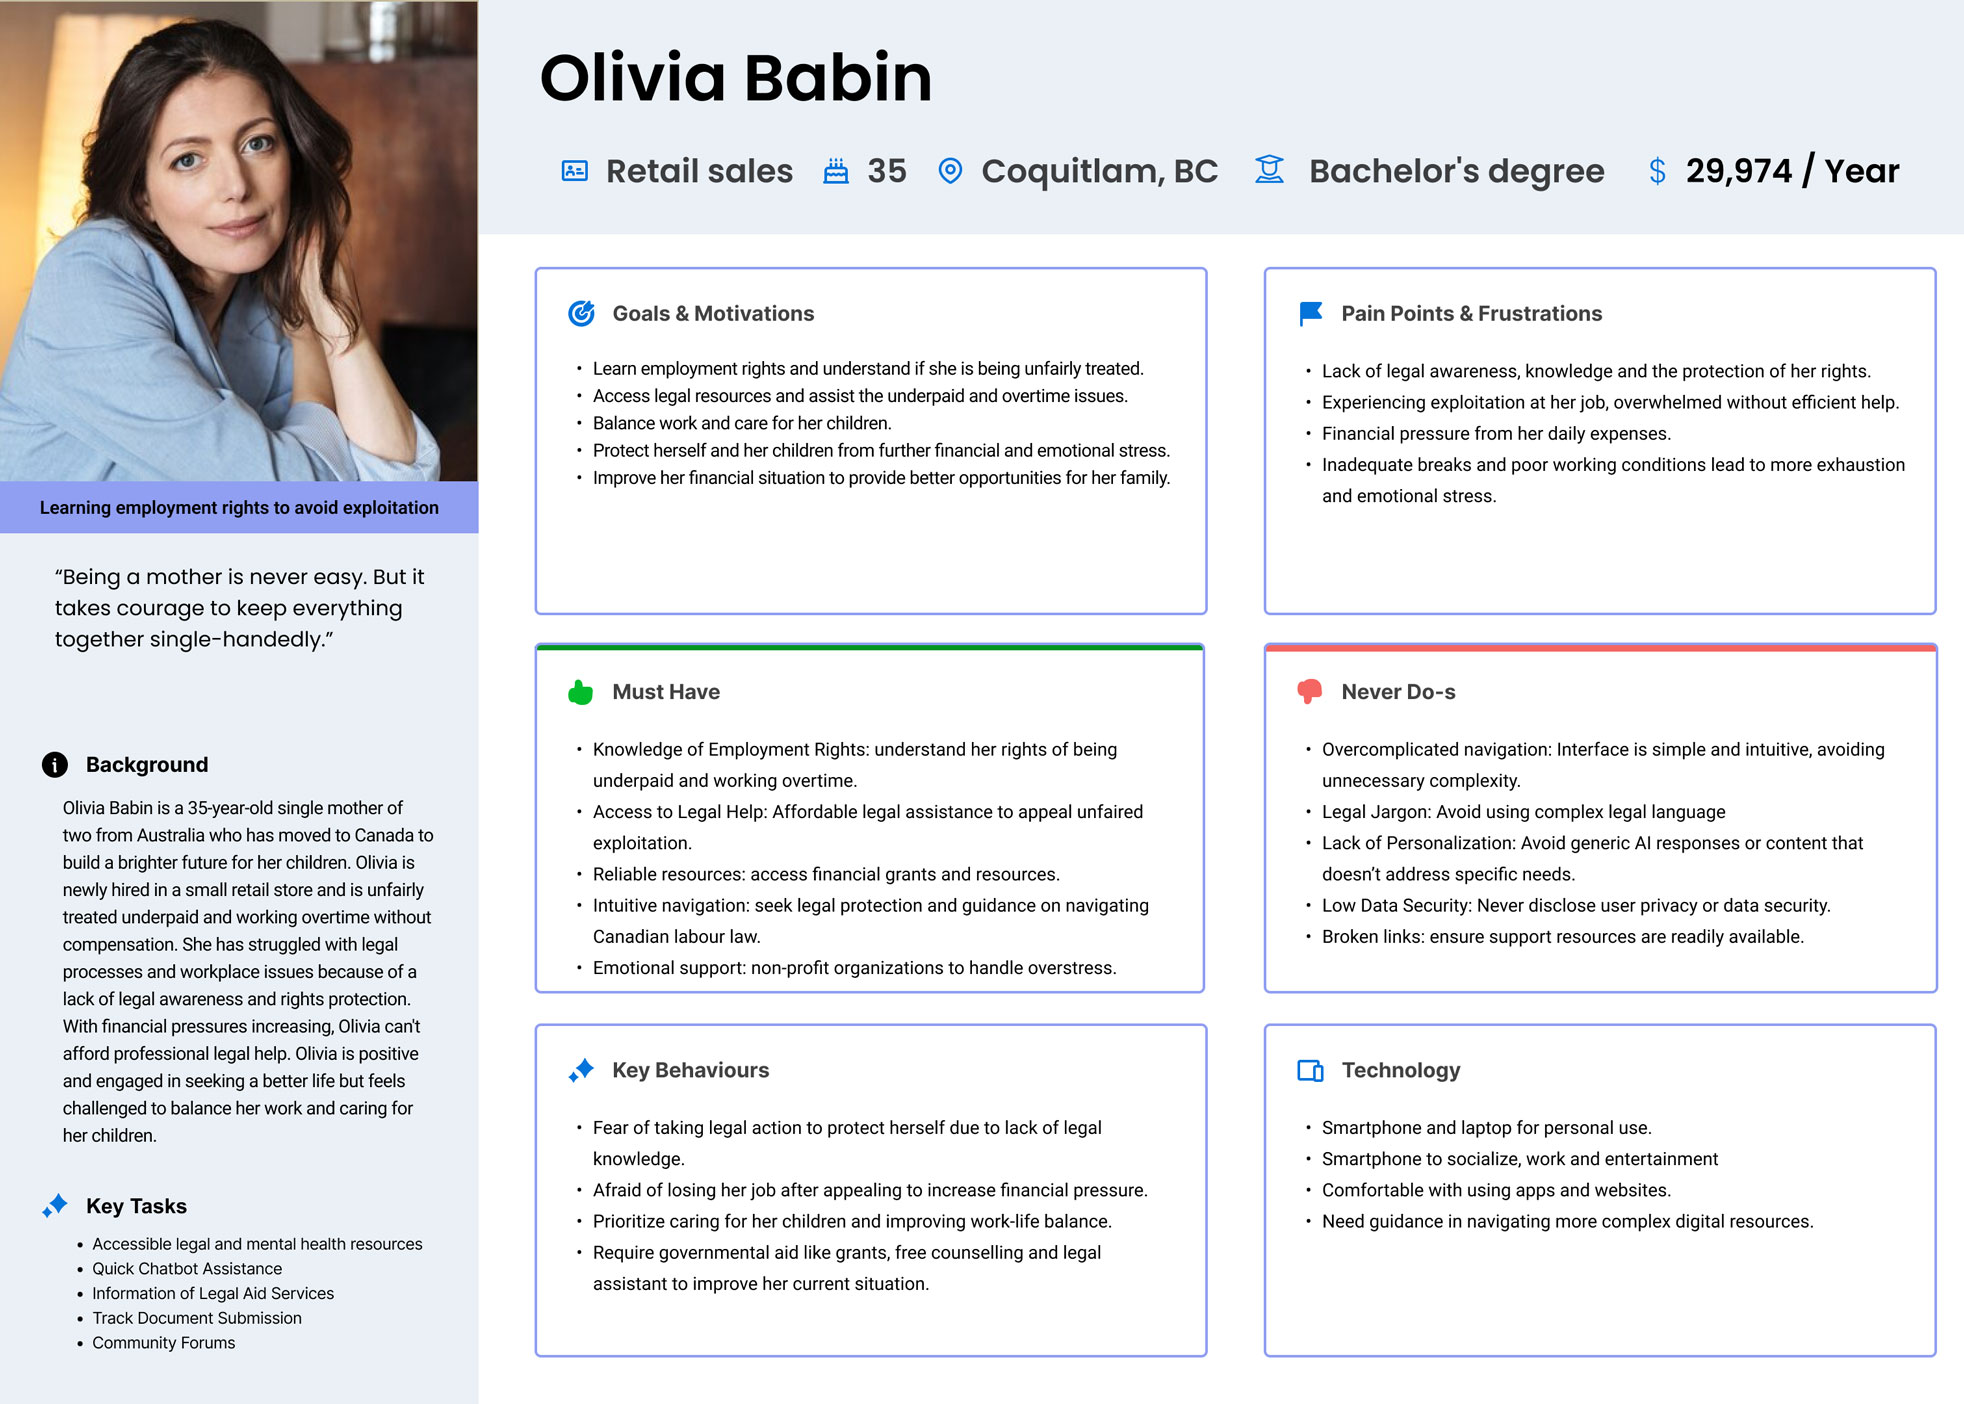 Olivia Babin
Retail sales
35
Coquitlam, BC
Bachelor's degree
$ 29,974 / Year
Learning employment rights to avoid exploitation
“Being a mother is never easy. But it
takes courage to keep everything
together single-handedly.”
Background
Olivia Babin is a 35-year-old single mother of
two from Australia who has moved to Canada to
build a brighter future for her children. Olivia is
newly hired in a small retail store and is unfairly
treated underpaid and working overtime without
compensation. She has struggled with legal
processes and workplace issues because of a
lack of legal awareness and rights protection.
With financial pressures increasing, Olivia can't
afford professional legal help. Olivia is positive
and engaged in seeking a better life but feels
challenged to balance her work and caring for
her children.
Key Tasks
• Accessible legal and mental health resources
• Quick Chatbot Assistance
• Information of Legal Aid Services
• Track Document Submission
• Community Forums
Goals & Motivations
• Learn employment rights and understand if she is being unfairly treated.
• Access legal resources and assist the underpaid and overtime issues.
• Balance work and care for her children.
• Protect herself and her children from further financial and emotional stress.
• Improve her financial situation to provide better opportunities for her family.
Pain Points & Frustrations
• Lack of legal awareness, knowledge and the protection of her rights.
• Experiencing exploitation at her job, overwhelmed without efficient help.
• Financial pressure from her daily expenses.
• Inadequate breaks and poor working conditions lead to more exhaustion
and emotional stress.
Must Have
• Knowledge of Employment Rights: understand her rights of being
underpaid and working overtime.
• Access to Legal Help: Affordable legal assistance to appeal unfaired
exploitation.
• Reliable resources: access financial grants and resources.
• Intuitive navigation: seek legal protection and guidance on navigating
Canadian labour law.
• Emotional support: non-profit organizations to handle overstress.
Never Do-s
• Overcomplicated navigation: Interface is simple and intuitive, avoiding
unnecessary complexity.
• Legal Jargon: Avoid using complex legal language
• Lack of Personalization: Avoid generic AI responses or content that
doesn’t address specific needs.
• Low Data Security: Never disclose user privacy or data security.
• Broken links: ensure support resources are readily available.
Key Behaviours
• Fear of taking legal action to protect herself due to lack of legal
knowledge.
• Afraid of losing her job after appealing to increase financial pressure.
• Prioritize caring for her children and improving work-life balance.
• Require governmental aid like grants, free counselling and legal
assistant to improve her current situation.
Technology
• Smartphone and laptop for personal use.
• Smartphone to socialize, work and entertainment
• Comfortable with using apps and websites.
• Need guidance in navigating more complex digital resources.